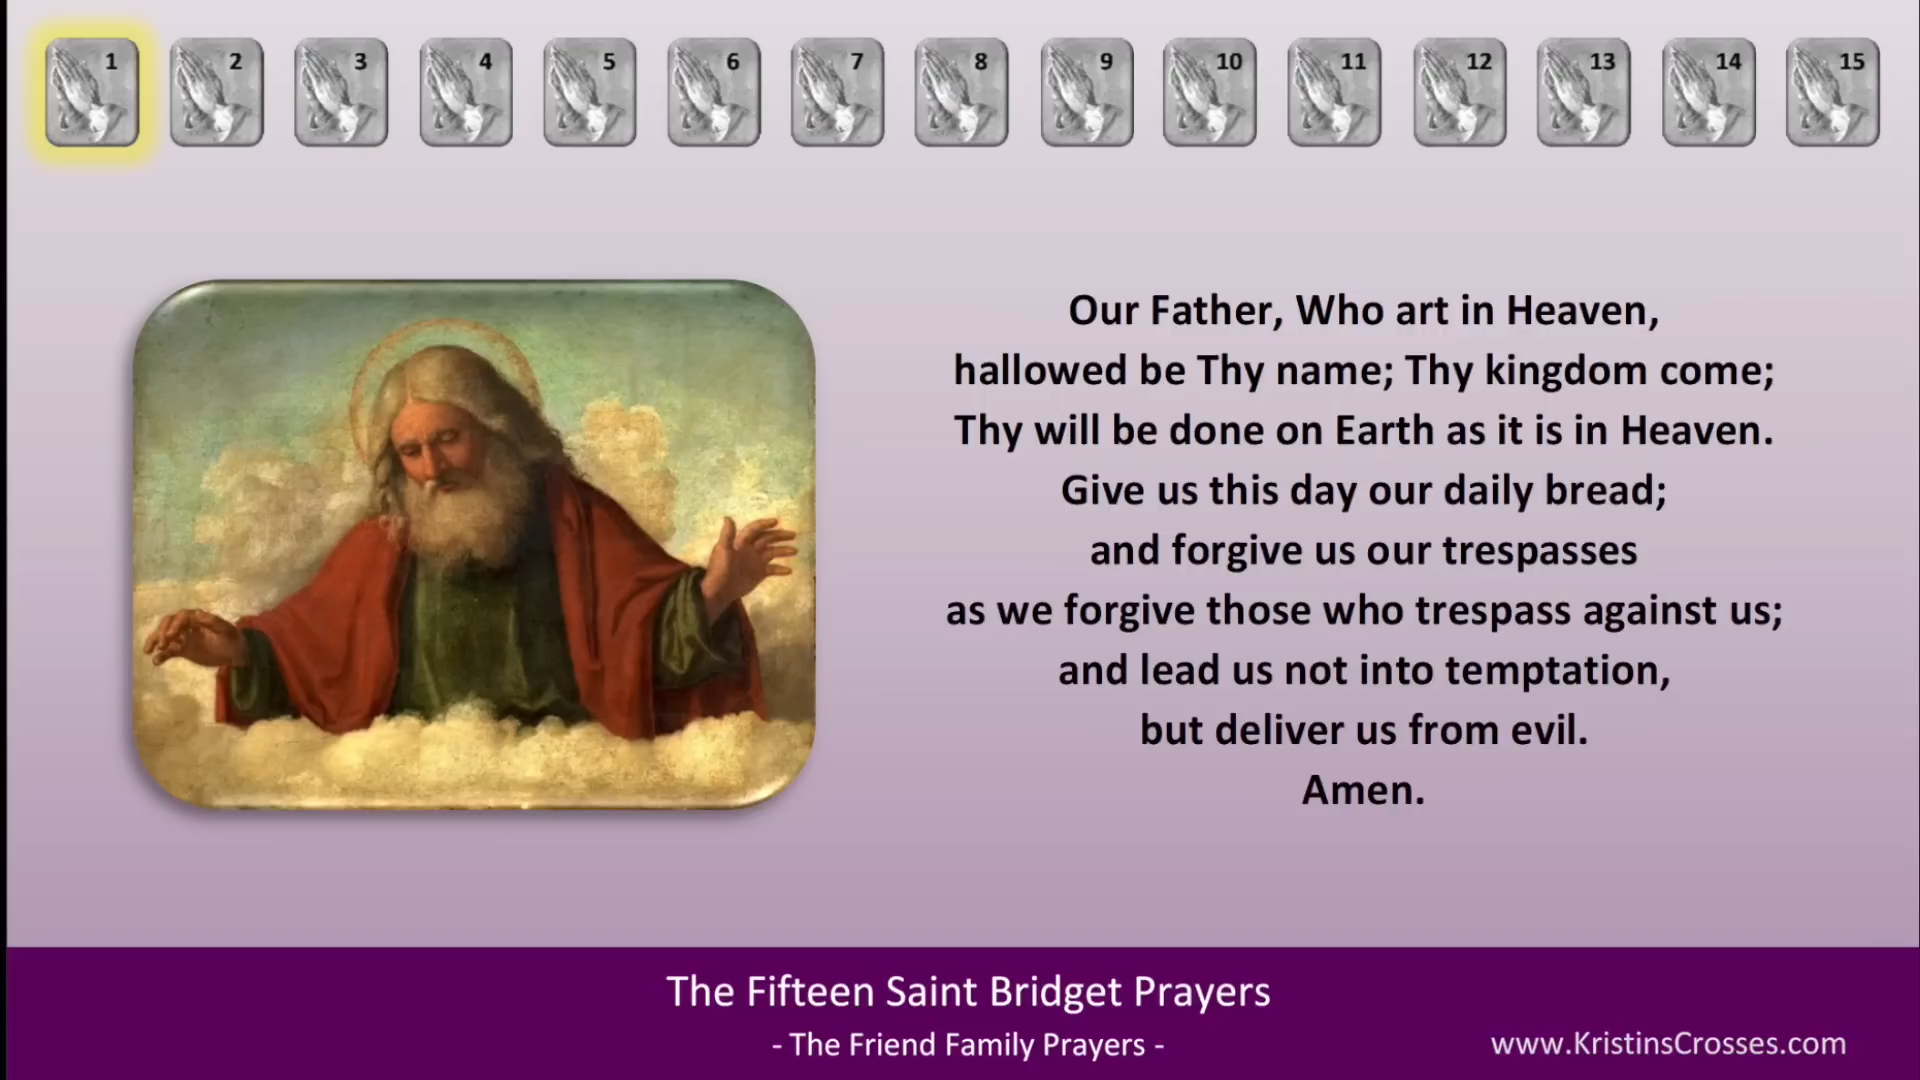 1 2 3 4 5 6 7 8 9 10 11 12 13 14 15
Our Father, Who art in Heaven,
hallowed be Thy name; Thy kingdom come;
Thy will be done on Earth as it is in Heaven.
Give us this day our daily bread;
and forgive us our trespasses
as we forgive those who trespass against us;
and lead us not into temptation,
but deliver us from evil.
Amen.
The Fifteen Saint Bridget Prayers
- The Friend Family Prayers -
www.KristinsCrosses.com